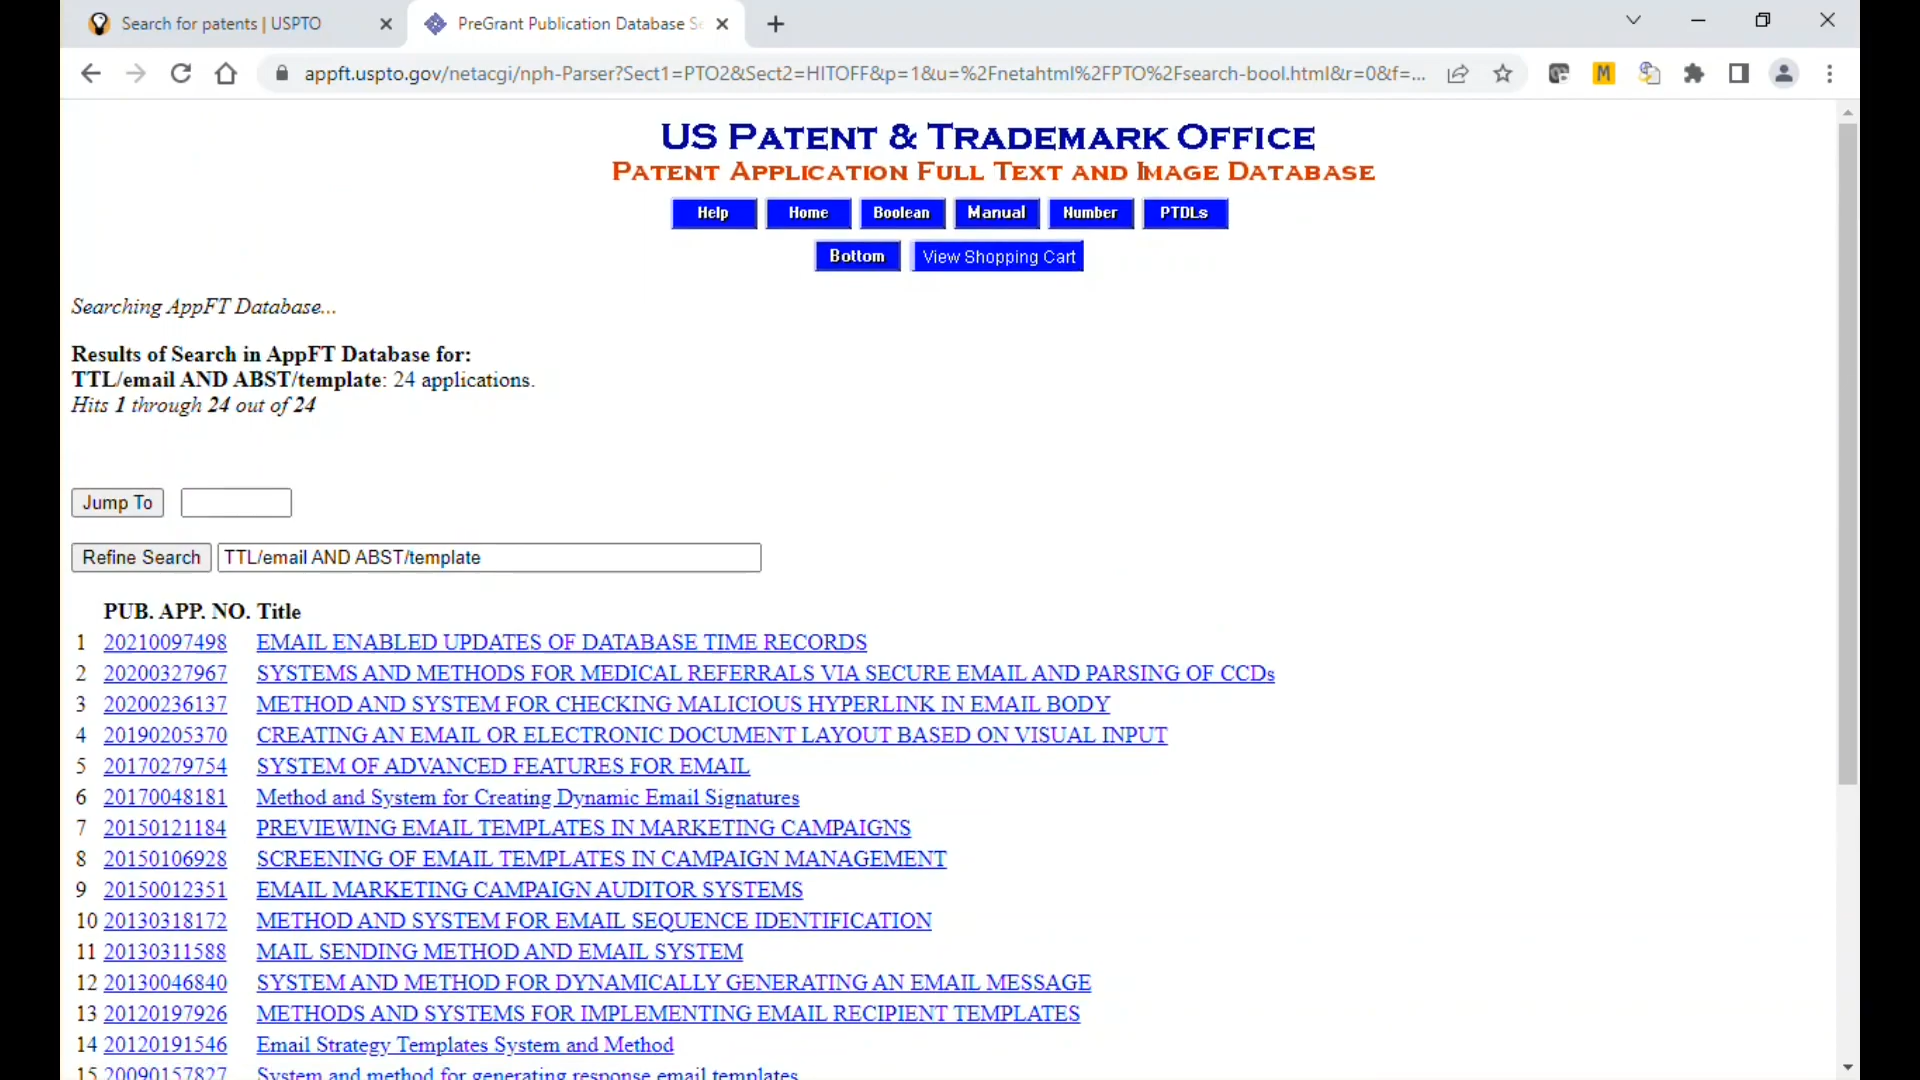 Search for patents | USPTO
PreGrant Publication Database Se
appft.uspto.gov/netacgi/nph-Parser?Sect1=PTO2&Sect2=HITOFF&p=1&u=%2Fnetahtml%2FPTO%2Fsearch-bool.html&r=0&f=...
M
US PATENT & TRADEMARK OFFICE
PATENT APPLICATION FULL TEXT AND IMAGE DATABASE
Help Home Boolean Manual Number PTDLs
Bottom View Shopping Cart
Searching AppFT Database...
Results of Search in AppFT Database for:
TTL/email AND ABST/template: 24 applications.
Hits 1 through 24 out of 24
Jump To
Refine Search TTL/email AND ABST/template
PUB. APP. NO. Title
1 20210097498 EMAIL ENABLED UPDATES OF DATABASE TIME RECORDS
2 20200327967 SYSTEMS AND METHODS FOR MEDICAL REFERRALS VIA SECURE EMAIL AND PARSING OF CCDs
3 20200236137 METHOD AND SYSTEM FOR CHECKING MALICIOUS HYPERLINK IN EMAIL BODY
4 20190205370 CREATING AN EMAIL OR ELECTRONIC DOCUMENT LAYOUT BASED ON VISUAL INPUT
5 20170279754 SYSTEM OF ADVANCED FEATURES FOR EMAIL
6 20170048181 Method and System for Creating Dynamic Email Signatures
7 20150121184 PREVIEWING EMAIL TEMPLATES IN MARKETING CAMPAIGNS
8 20150106928 SCREENING OF EMAIL TEMPLATES IN CAMPAIGN MANAGEMENT
9 20150012351 EMAIL MARKETING CAMPAIGN AUDITOR SYSTEMS
10 20130318172 METHOD AND SYSTEM FOR EMAIL SEQUENCE IDENTIFICATION
11 20130311588 MAIL SENDING METHOD AND EMAIL SYSTEM
12 20130046840 SYSTEM AND METHOD FOR DYNAMICALLY GENERATING AN EMAIL MESSAGE
13 20120197926 METHODS AND SYSTEMS FOR IMPLEMENTING EMAIL RECIPIENT TEMPLATES
14 20120191546 Email Strategy Templates System and Method
15 20090157827 System and method for generating response email templates